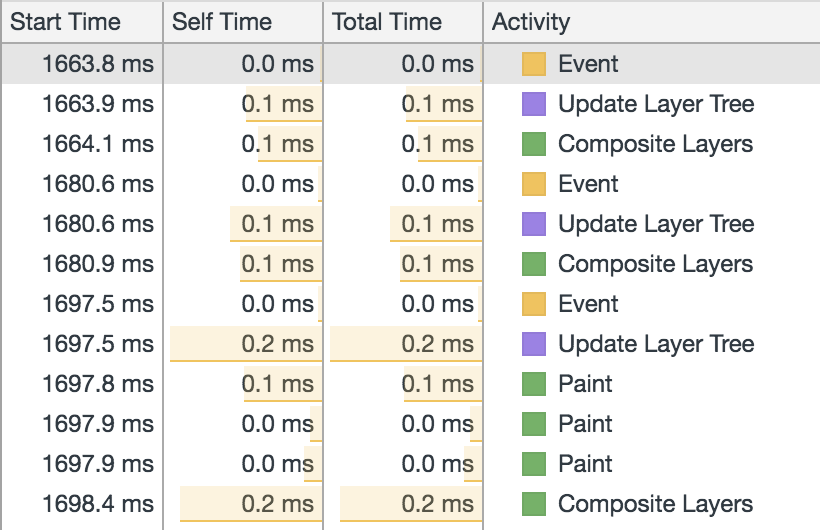 Start Time Self Time Total Time Activity
1663.8 ms 0.0 ms 0.0 ms Event
1663.9 ms 0.1 ms 0.1 ms Update Layer Tree
1664.1 ms 0.1 ms 0.1 ms Composite Layers
1680.6 ms 0.0 ms 0.0 ms Event
1680.6 ms 0.1 ms 0.1 ms Update Layer Tree
1680.9 ms 0.1 ms 0.1 ms Composite Layers
1697.5 ms 0.0 ms 0.0 ms Event
1697.5 ms 0.2 ms 0.2 ms Update Layer Tree
1697.8 ms 0.1 ms 0.1 ms Paint
1697.9 ms 0.0 ms 0.0 ms Paint
1697.9 ms 0.0 ms 0.0 ms Paint
1698.4 ms 0.2 ms 0.2 ms Composite Layers